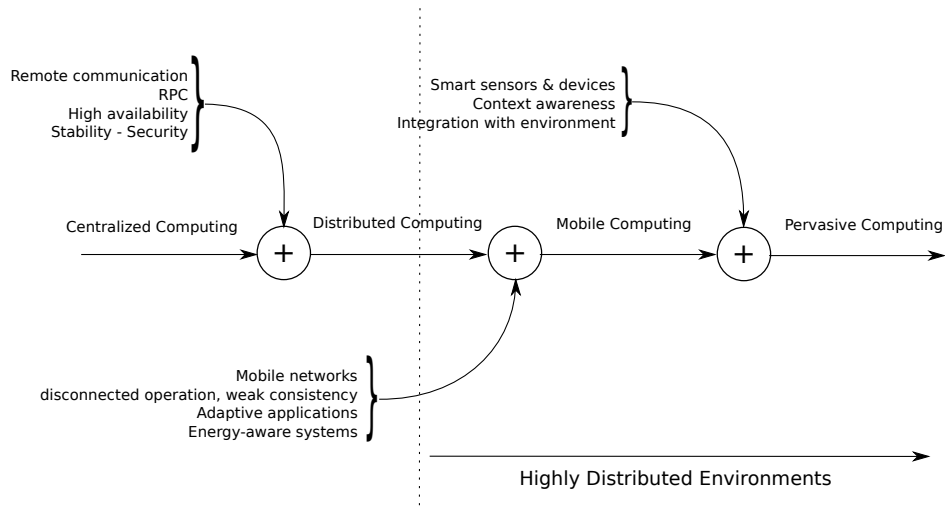 Remote communication
RPC
High availability
Stability - Security
Smart sensors & devices
Context awareness
Integration with environment
Centralized Computing
Distributed Computing
Mobile Computing
Pervasive Computing
+
+
+
Mobile networks
disconnected operation, weak consistency
Adaptive applications
Energy-aware systems
Highly Distributed Environments